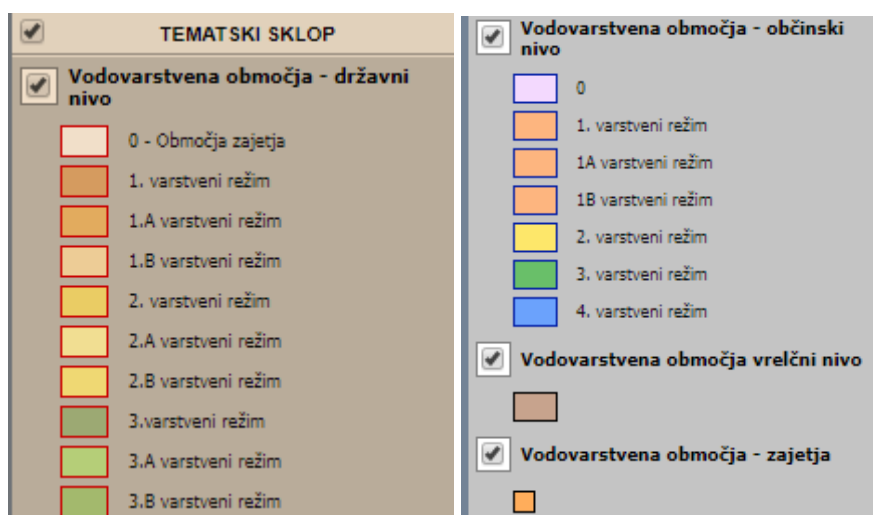 TEMATSKI SKLOP
Vodovarstvena območja - državni
nivo
0 - Območja zajetja
1. varstveni režim
1.A varstveni režim
1.B varstveni režim
2. varstveni režim
2.A varstveni režim
2.B varstveni režim
3.varstveni režim
3.A varstveni režim
3.B varstveni režim
Vodovarstvena območja - občinski
nivo
0
1. varstveni režim
1A varstveni režim
1B varstveni režim
2. varstveni režim
3. varstveni režim
4. varstveni režim
Vodovarstvena območja vrelčni nivo
Vodovarstvena območja - zajetja